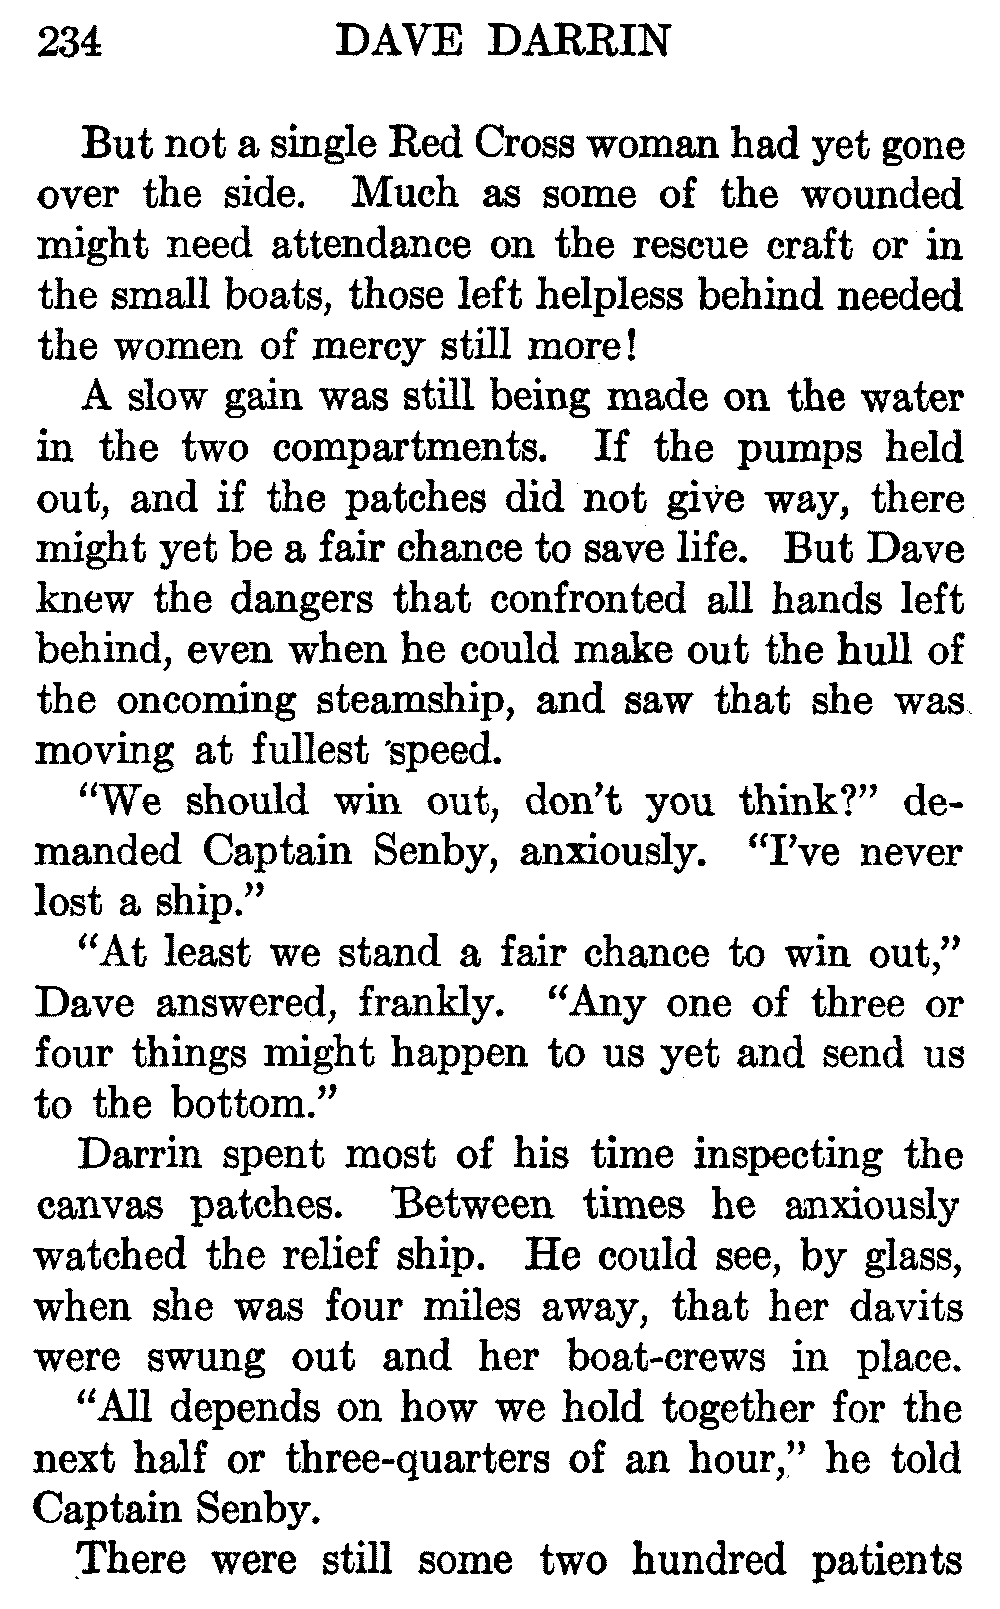 234 DAVE DARRIN
But not a single Red Cross woman had yet gone
over the side. Much as some of the wounded
might need attendance on the rescue craft or in
the small boats, those left helpless behind needed
the women of mercy still more!
A slow gain was still being made on the water
in the two compartments. If the pumps held
out, and if the patches did not give way, there
might yet be a fair chance to save life. But Dave
knew the dangers that confronted all hands left
behind, even when he could make out the hull of
the oncoming steamship, and saw that she was
moving at fullest speed.
“We should win out, don’t you think?” de-
manded Captain Senby, anxiously. “I’ve never
lost a ship.”
“At least we stand a fair chance to win out,”
Dave answered, frankly. “Any one of three or
four things might happen to us yet and send us
to the bottom.”
Darrin spent most of his time inspecting the
canvas patches. Between times he anxiously
watched the relief ship. He could see, by glass,
when she was four miles away, that her davits
were swung out and her boat-crews in place.
“All depends on how we hold together for the
next half or three-quarters of an hour,” he told
Captain Senby.
There were still some two hundred patients